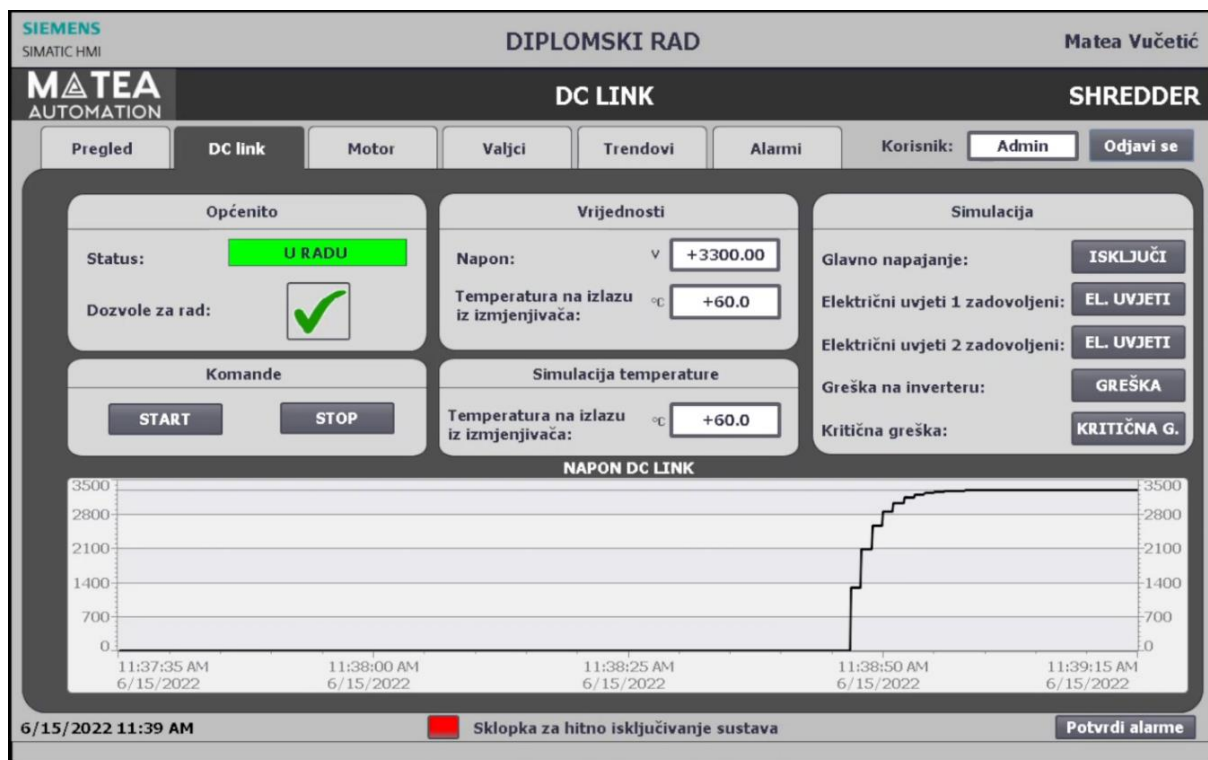 SIEMENS
SIMATIC HMI
DIPLOMSKI RAD
Matea Vučetić
MATEA
AUTOMATION
DC LINK
SHREDDER
Pregled
DC link
Motor
Valjci
Trendovi
Alarmi
Korisnik:
Admin
Odjavi se
Općenito
Status:
U RADU
Dozvole za rad:
Vrijednosti
Napon:
V
+3300.00
Temperatura na izlazu
iz izmjenjivača:
°C
+60.0
Simulacija
Glavno napajanje:
ISKLJUČI
Električni uvjeti 1 zadovoljeni:
EL. UVJETI
Električni uvjeti 2 zadovoljeni:
EL. UVJETI
Greška na inverteru:
GREŠKA
Kritična greška:
KRITIČNA G.
Komande
START
STOP
Simulacija temperature
Temperatura na izlazu
iz izmjenjivača:
°C
+60.0
NAPON DC LINK
3500
2800
2100
1400
700
0
3500
2800
2100
1400
700
0
11:37:35 AM
6/15/2022
11:38:00 AM
6/15/2022
11:38:25 AM
6/15/2022
11:38:50 AM
6/15/2022
11:39:15 AM
6/15/2022
6/15/2022 11:39 AM
Sklopka za hitno isključivanje sustava
Potvrdi alarme